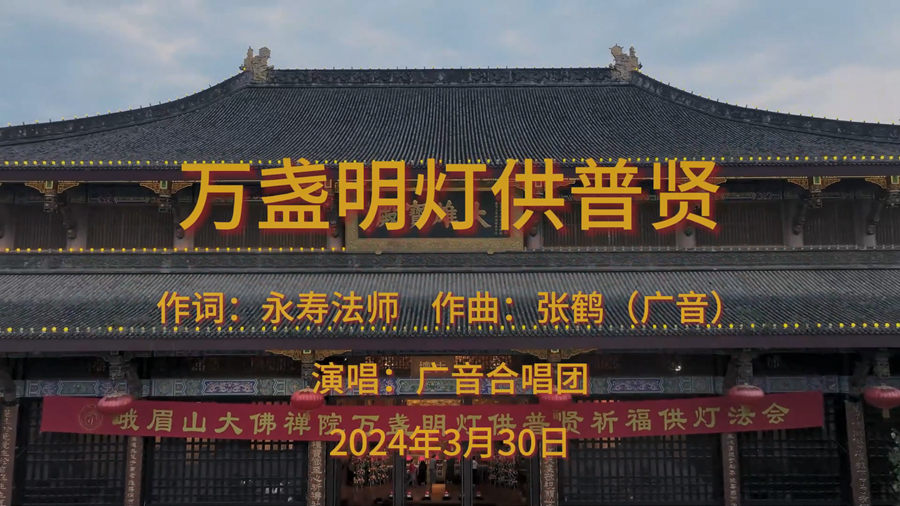 万盏明灯供普贤
作词：永寿法师 作曲：张鹤（广音）
演唱：广音合唱团
峨眉山大佛禅院万盏明灯供普贤祈福供灯法会
2024年3月30日